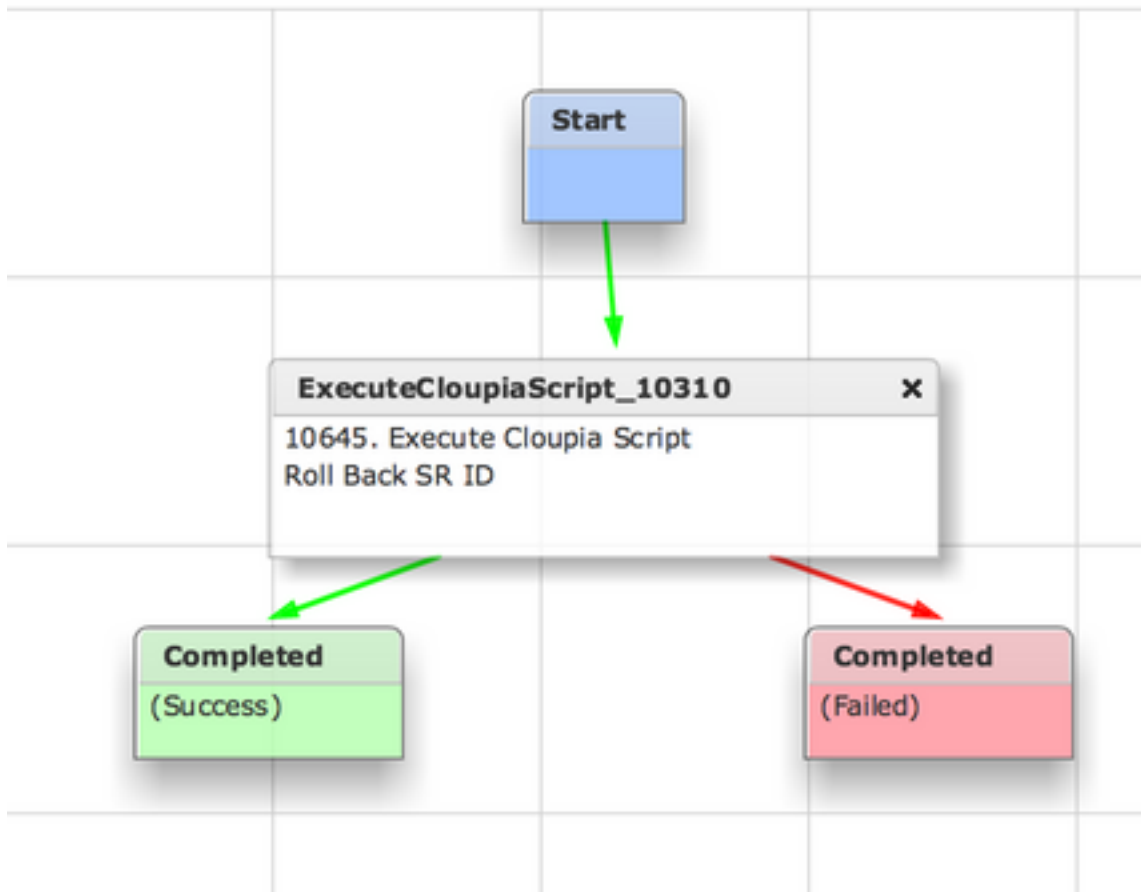 Start
ExecuteCloupiaScript_10310
10645. Execute Cloupia Script
Roll Back SR ID
Completed
(Success)
Completed
(Failed)